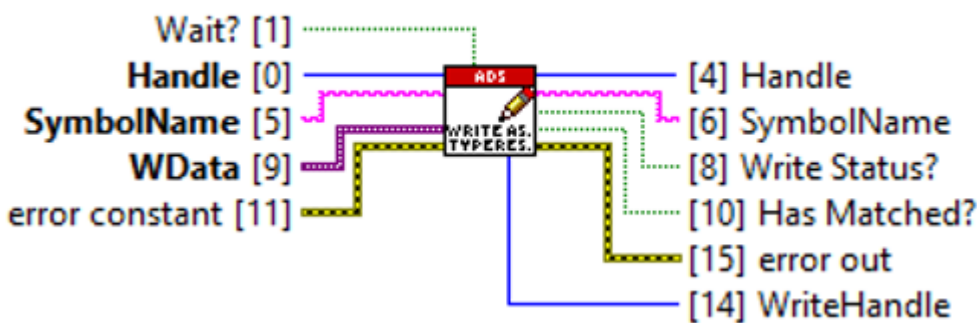 Wait? [1]
Handle [0]
SymbolName [5]
WData [9]
error constant [11]
ADS
WRITE AS.
TYPERES.
[4] Handle
[6] SymbolName
[8] Write Status?
[10] Has Matched?
[15] error out
[14] WriteHandle